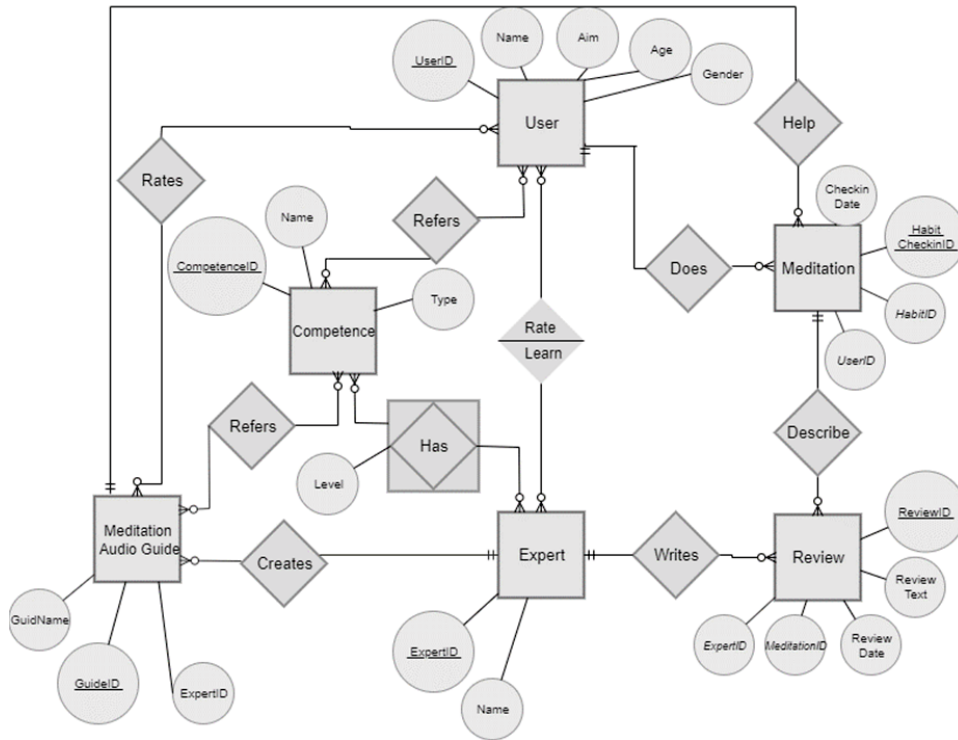 Name
Aim
UserID
Age
Gender
User
Help
Rates
Checkin
Date
Name
Refers
Habit
CheckinID
CompetenceID
Does
Meditation
Type
HabitID
Competence
Rate
Learn
UserID
Refers
Has
Describe
Level
ReviewID
Meditation
Audio Guide
Creates
Expert
Writes
Review
Review
Text
GuidName
ExpertID
ExpertID
MeditationID
Review
Date
GuideID
ExpertID
Name